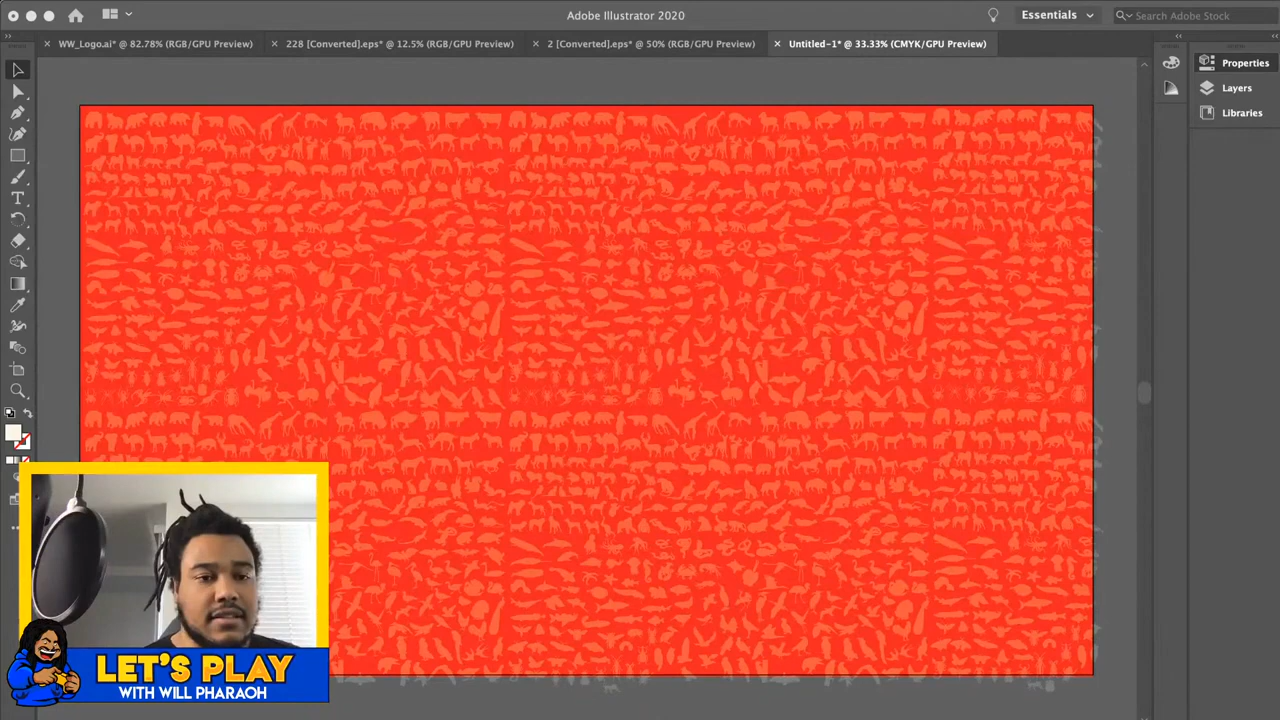 Adobe Illustrator 2020
Essentials
Search Adobe Stock
WW_Logo.ai* @ 82.78% (RGB/GPU Preview)
228 [Converted].eps* @ 12.5% (RGB/GPU Preview)
2 [Converted].eps* @ 50% (RGB/GPU Preview)
Untitled-1* @ 33.33% (CMYK/GPU Preview)
Properties
Layers
Libraries
LET'S PLAY
WITH WILL PHARAOH